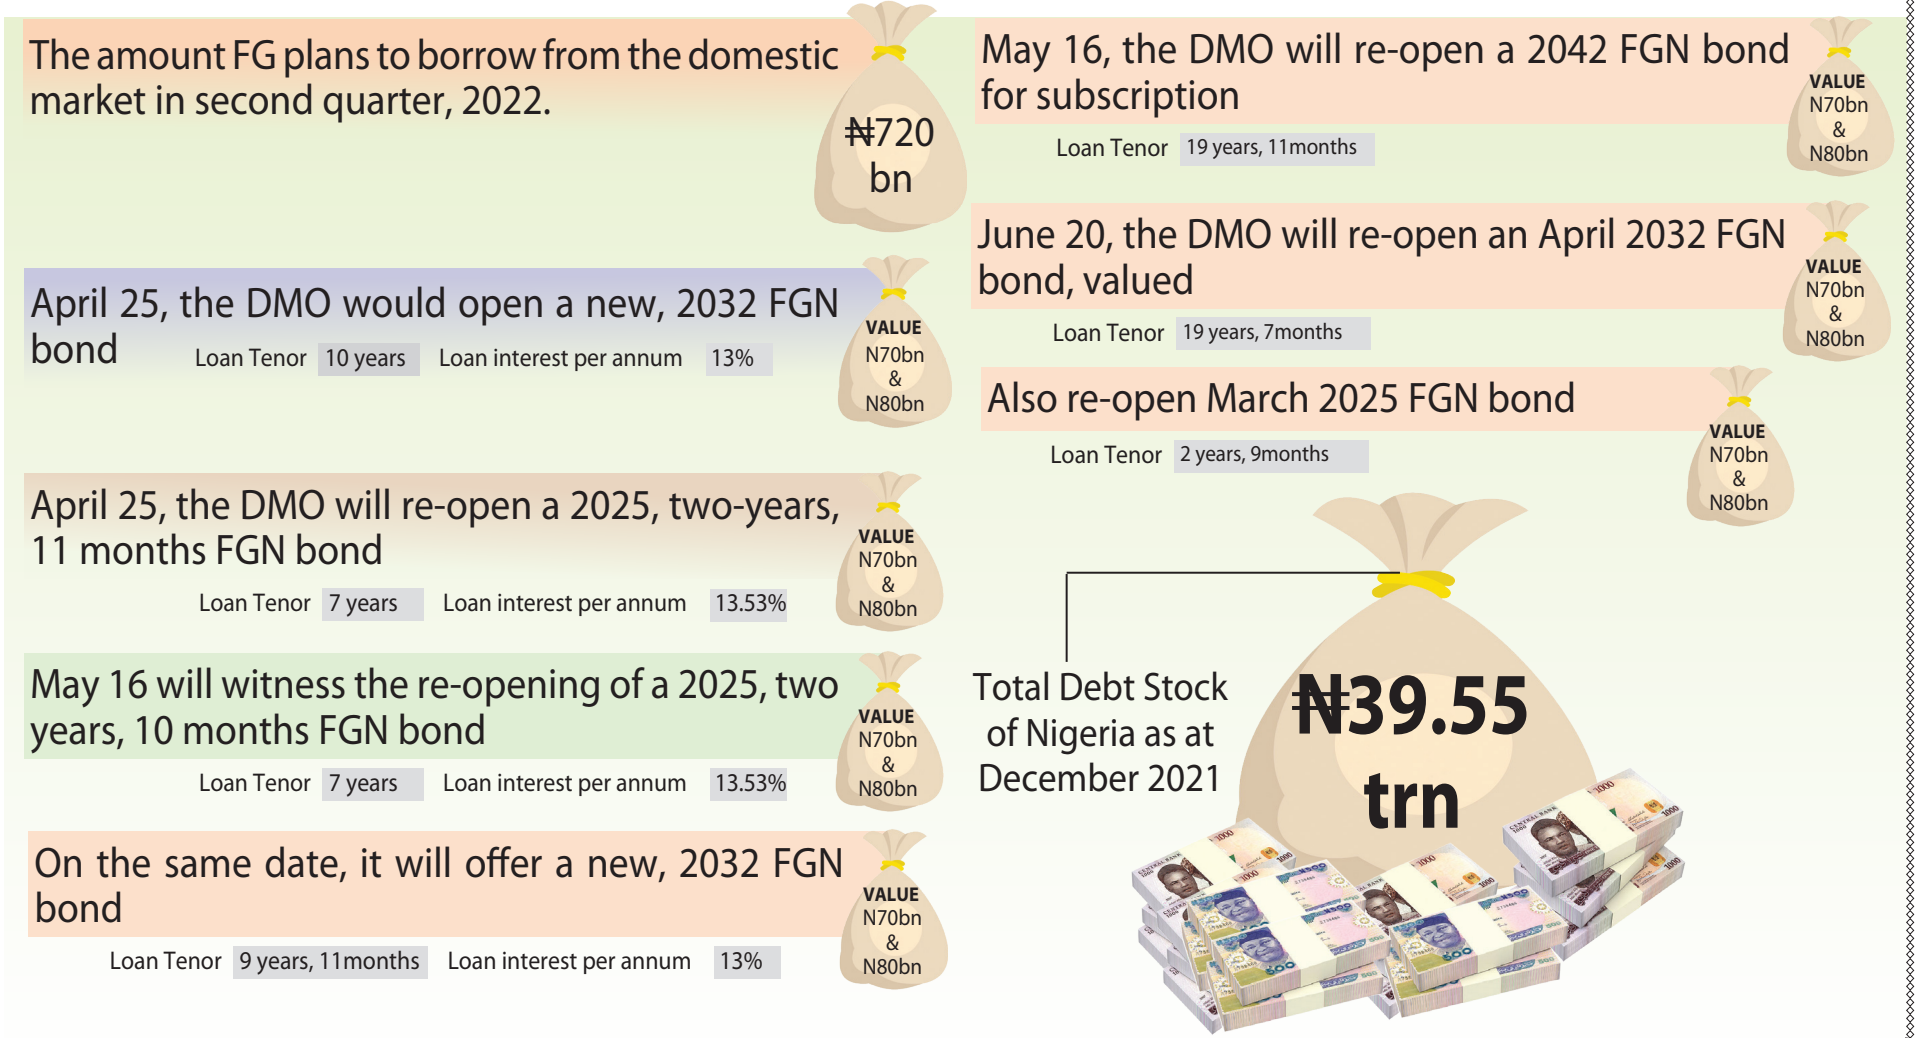 The amount FG plans to borrow from the domestic
market in second quarter, 2022.
₦720
bn
April 25, the DMO would open a new, 2032 FGN
bond
Loan Tenor 10 years Loan interest per annum 13%
VALUE
N70bn
&
N80bn
April 25, the DMO will re-open a 2025, two-years,
11 months FGN bond
Loan Tenor 7 years Loan interest per annum 13.53%
VALUE
N70bn
&
N80bn
May 16 will witness the re-opening of a 2025, two
years, 10 months FGN bond
Loan Tenor 7 years Loan interest per annum 13.53%
VALUE
N70bn
&
N80bn
On the same date, it will offer a new, 2032 FGN
bond
Loan Tenor 9 years, 11months Loan interest per annum 13%
VALUE
N70bn
&
N80bn
May 16, the DMO will re-open a 2042 FGN bond
for subscription
Loan Tenor 19 years, 11months
VALUE
N70bn
&
N80bn
June 20, the DMO will re-open an April 2032 FGN
bond, valued
Loan Tenor 19 years, 7months
VALUE
N70bn
&
N80bn
Also re-open March 2025 FGN bond
Loan Tenor 2 years, 9months
VALUE
N70bn
&
N80bn
Total Debt Stock
of Nigeria as at
December 2021
₦39.55
trn